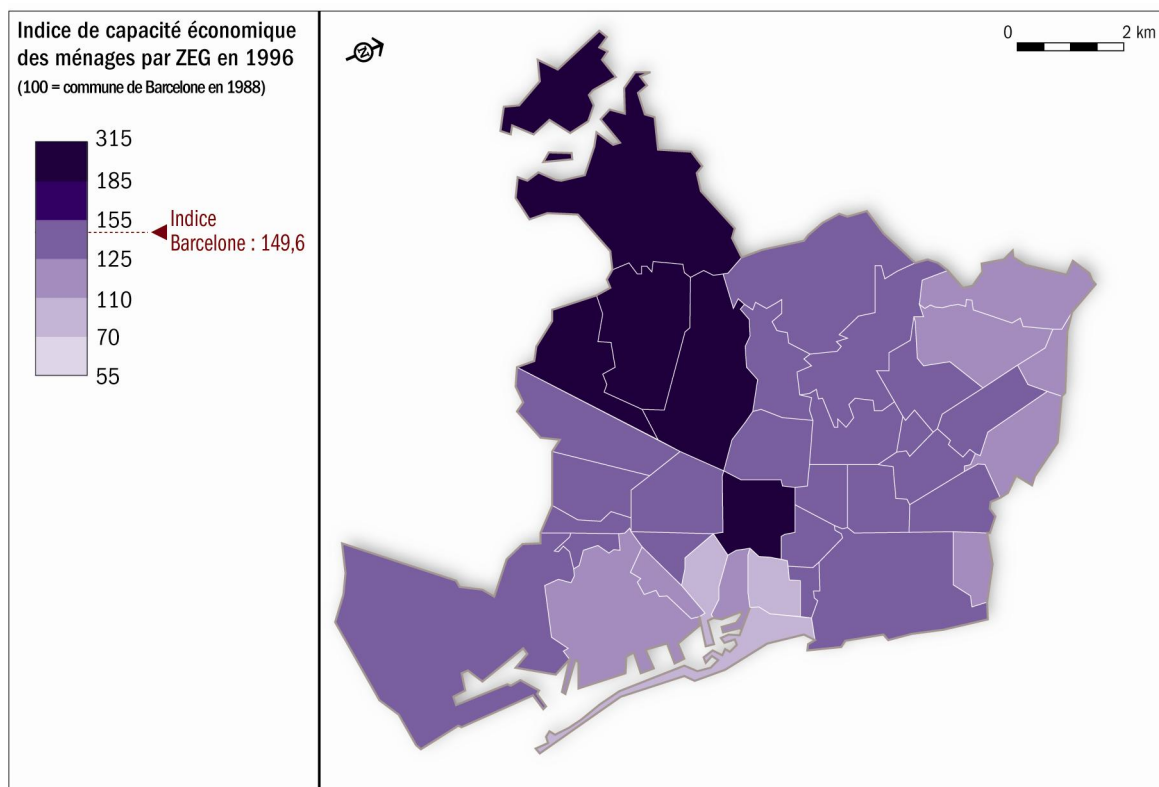 Indice de capacité économique
des ménages par ZEG en 1996
(100 = commune de Barcelone en 1988)
315
185
155
Indice
Barcelone : 149,6
125
110
70
55
N
0 2 km